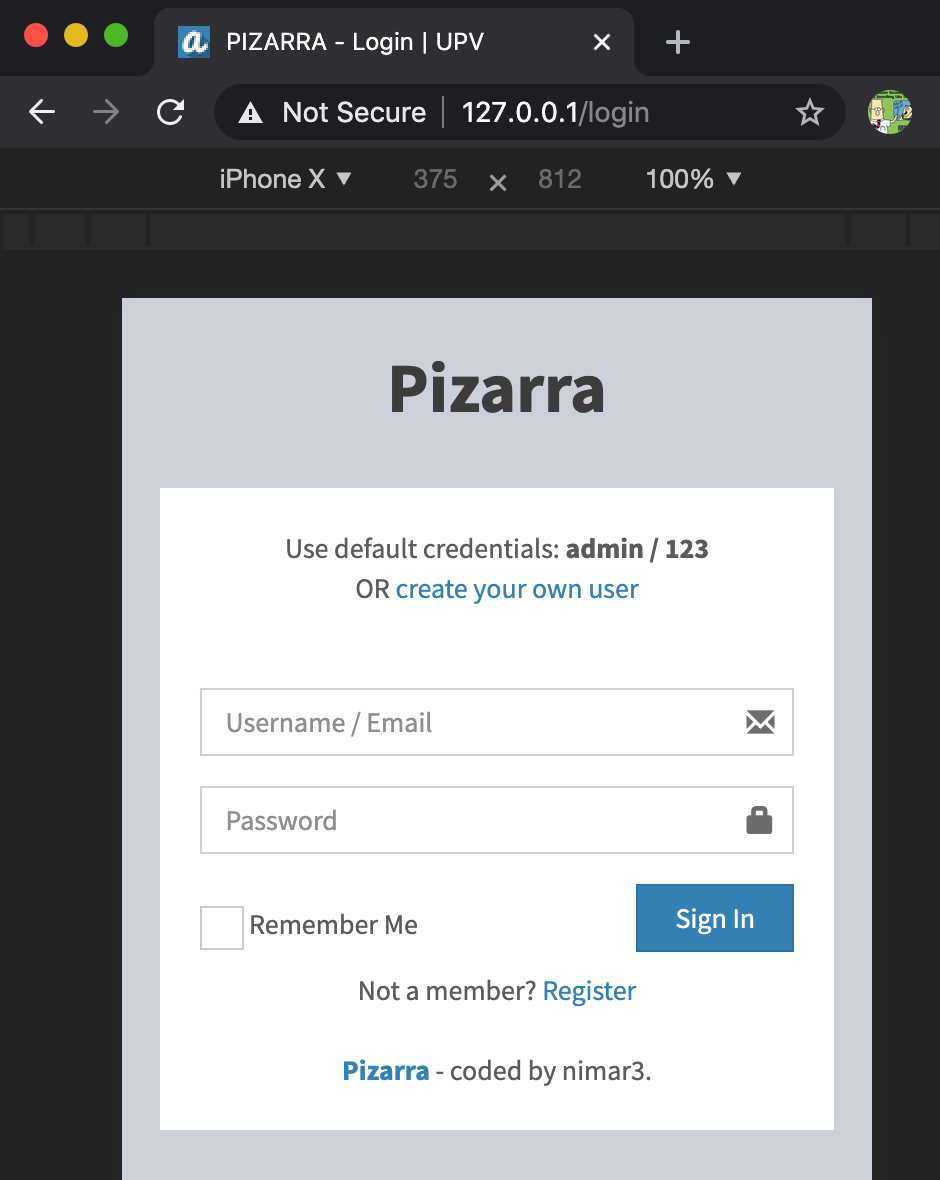 PIZARRA - Login | UPV
Not Secure | 127.0.0.1/login
iPhone X 375 x 812 100%
Pizarra
Use default credentials: admin / 123
OR create your own user
Username / Email
Password
Remember Me
Sign In
Not a member? Register
Pizarra - coded by nimar3.